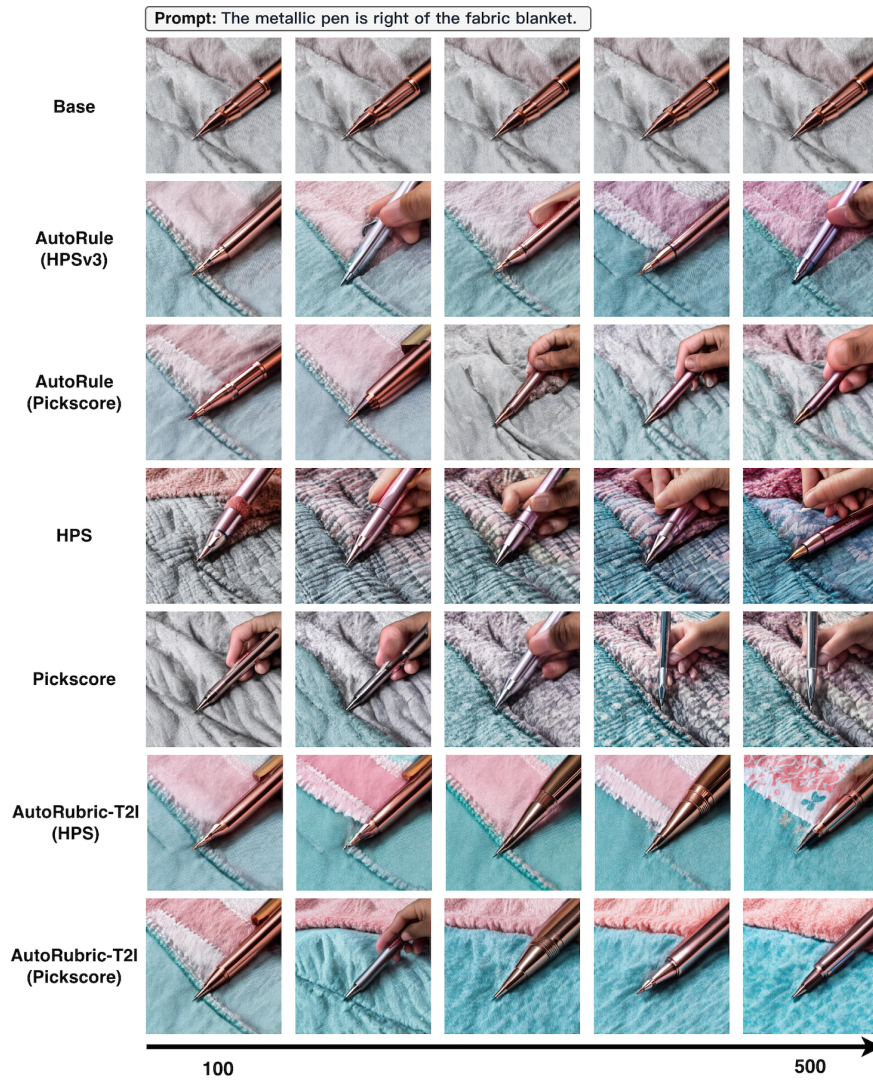 Prompt: The metallic pen is right of the fabric blanket.
Base
AutoRule
(HPSv3)
AutoRule
(Pickscore)
HPS
Pickscore
AutoRubric-T2I
(HPS)
AutoRubric-T2I
(Pickscore)
100
500